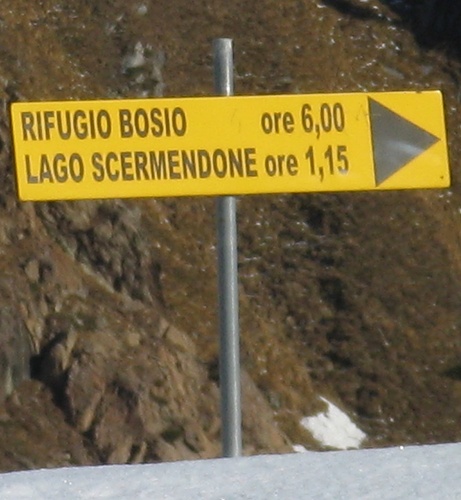 RIFUGIO BOSIO ore 6,00
LAGO SCERMENDONE ore 1,15